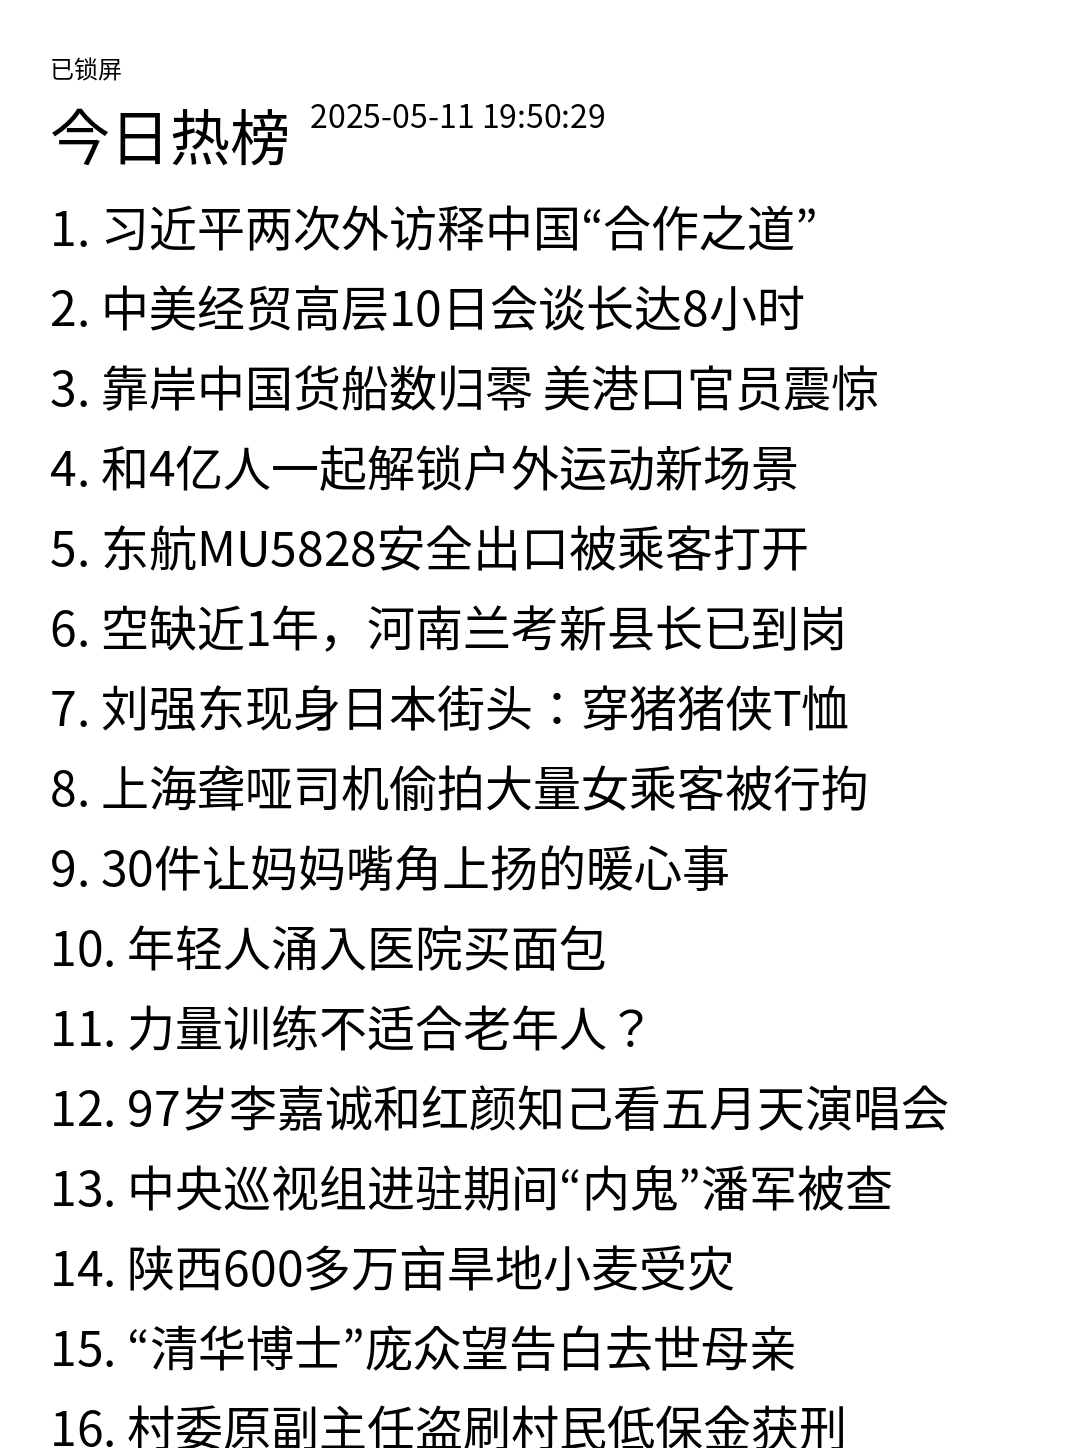 已锁屏
今日热榜 2025-05-11 19:50:29
1. 习近平两次外访释中国“合作之道”
2. 中美经贸高层10日会谈长达8小时
3. 靠岸中国货船数归零 美港口官员震惊
4. 和4亿人一起解锁户外运动新场景
5. 东航MU5828安全出口被乘客打开
6. 空缺近1年，河南兰考新县长已到岗
7. 刘强东现身日本街头：穿猪猪侠T恤
8. 上海聋哑司机偷拍大量女乘客被行拘
9. 30件让妈妈嘴角上扬的暖心事
10. 年轻人涌入医院买面包
11. 力量训练不适合老年人？
12. 97岁李嘉诚和红颜知己看五月天演唱会
13. 中央巡视组进驻期间“内鬼”潘军被查
14. 陕西600多万亩旱地小麦受灾
15. “清华博士”庞众望告白去世母亲
16. 村委原副主任盗刷村民低保金获刑